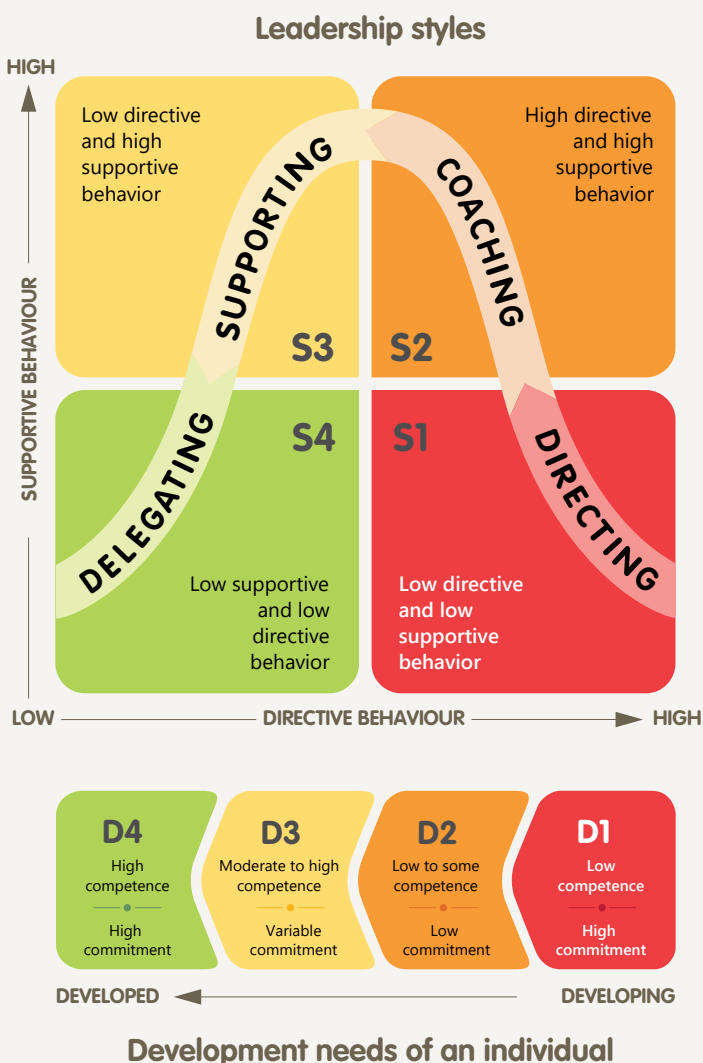 Leadership styles
HIGH
Low directive
and high
supportive
behavior
High directive
and high
supportive
behavior
SUPPORTING
COACHING
SUPPORTIVE BEHAVIOUR
S3
S2
S4
S1
DELEGATING
DIRECTING
Low supportive
and low
directive
behavior
Low directive
and low
supportive
behavior
LOW
DIRECTIVE BEHAVIOUR
HIGH
D4
High
competence
High
commitment
D3
Moderate to high
competence
Variable
commitment
D2
Low to some
competence
Low
commitment
D1
Low
competence
High
commitment
DEVELOPED
DEVELOPING
Development needs of an individual